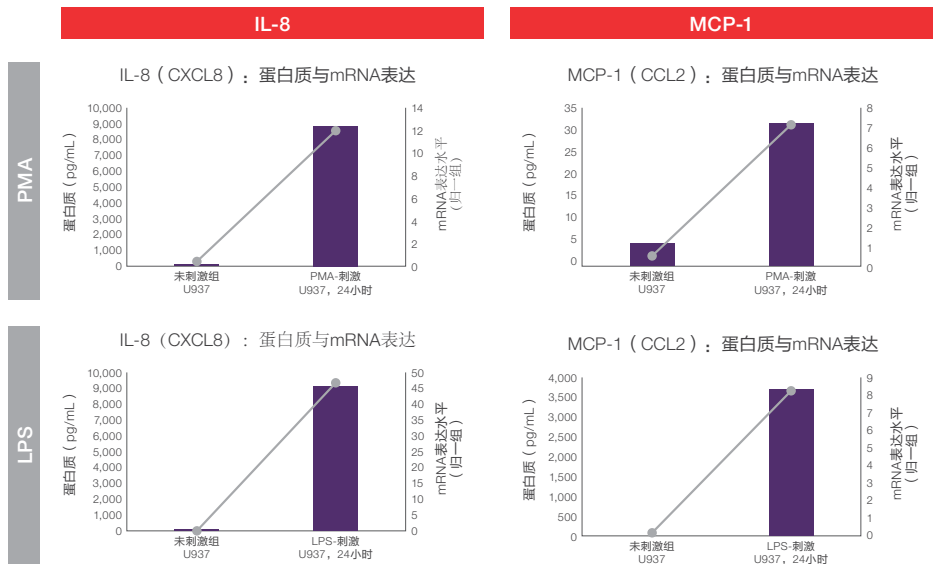 IL-8
MCP-1
PMA
IL-8（CXCL8）：蛋白质与mRNA表达
蛋白质（pg/mL）
10,000
9,000
8,000
7,000
6,000
5,000
4,000
3,000
2,000
1,000
0
14
12
10
8
6
4
2
0
mRNA表达水平
（归一组）
未刺激组
U937
PMA-刺激
U937，24小时
MCP-1（CCL2）：蛋白质与mRNA表达
蛋白质（pg/mL）
35
30
25
20
15
10
5
0
8
7
6
5
4
3
2
1
0
mRNA表达水平
（归一组）
未刺激组
U937
PMA-刺激
U937，24小时
LPS
IL-8（CXCL8）：蛋白质与mRNA表达
蛋白质（pg/mL）
10,000
9,000
8,000
7,000
6,000
5,000
4,000
3,000
2,000
1,000
0
50
45
40
35
30
25
20
15
10
5
0
mRNA表达水平
（归一组）
未刺激组
U937
LPS-刺激
U937，24小时
MCP-1（CCL2）：蛋白质与mRNA表达
蛋白质（pg/mL）
4,000
3,500
3,000
2,500
2,000
1,500
1,000
500
0
9
8
7
6
5
4
3
2
1
0
mRNA表达水平
（归一组）
未刺激组
U937
LPS-刺激
U937，24小时